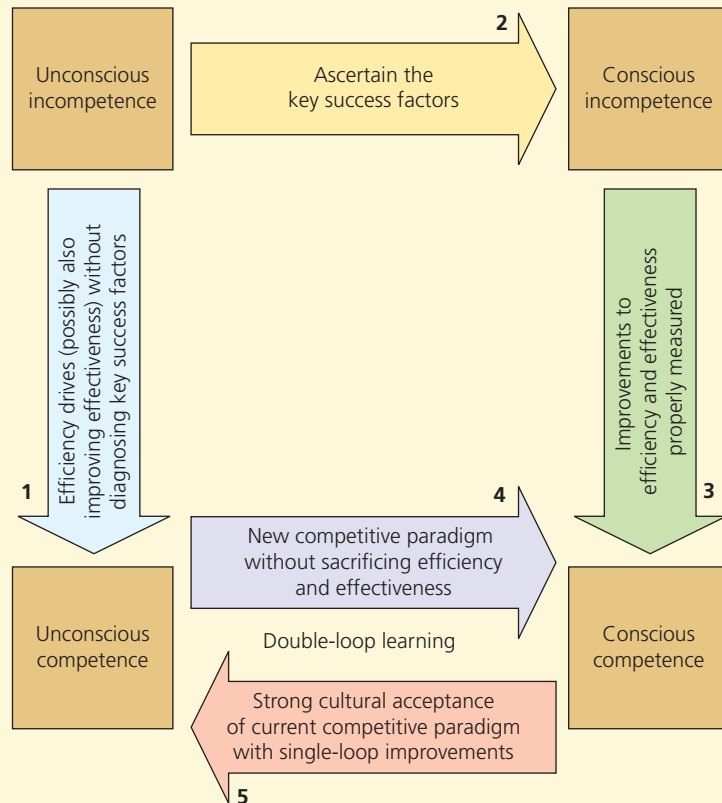 2
Unconscious
incompetence
Ascertain the
key success factors
Conscious
incompetence
Efficiency drives (possibly also
improving effectiveness) without
diagnosing key success factors
1
Improvements to
efficiency and effectiveness
properly measured
3
4
New competitive paradigm
without sacrificing efficiency
and effectiveness
Unconscious
competence
Double-loop learning
Conscious
competence
Strong cultural acceptance
of current competitive paradigm
with single-loop improvements
5